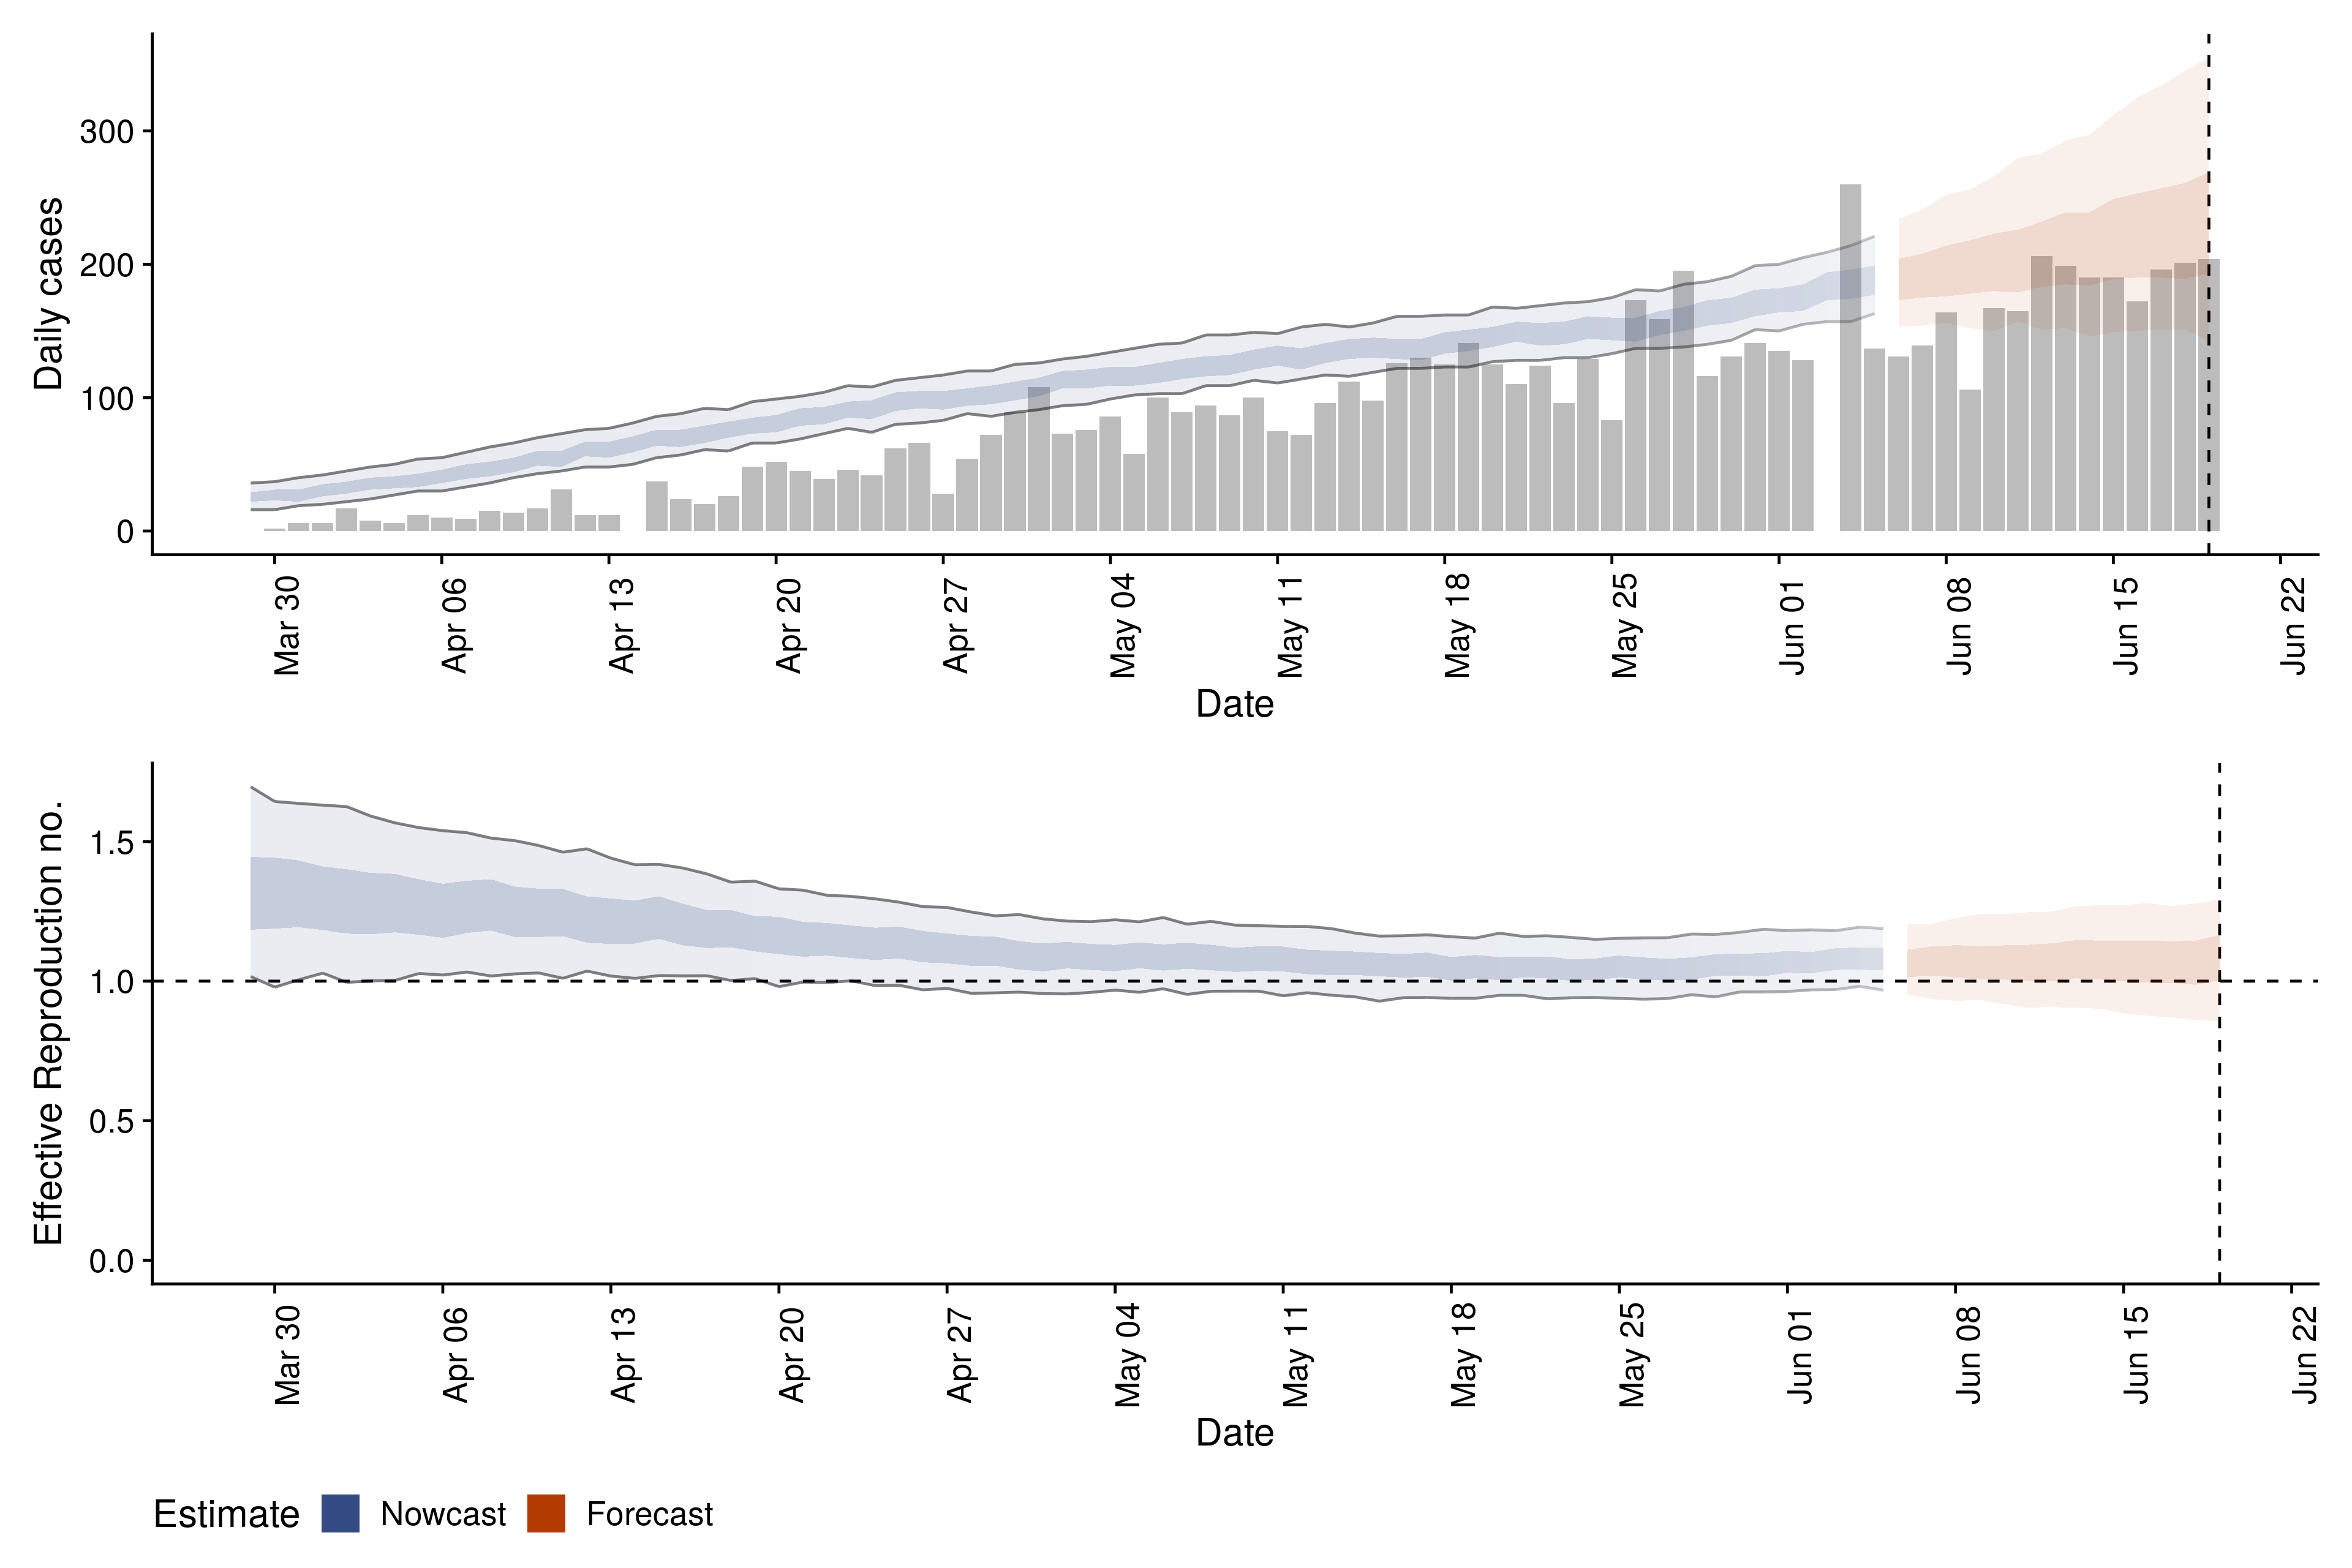 Daily cases
300
200
100
0
Mar 30
Apr 06
Apr 13
Apr 20
Apr 27
May 04
May 11
May 18
May 25
Jun 01
Jun 08
Jun 15
Jun 22
Date
Effective Reproduction no.
1.5
1.0
0.5
0.0
Mar 30
Apr 06
Apr 13
Apr 20
Apr 27
May 04
May 11
May 18
May 25
Jun 01
Jun 08
Jun 15
Jun 22
Date
Estimate Nowcast Forecast